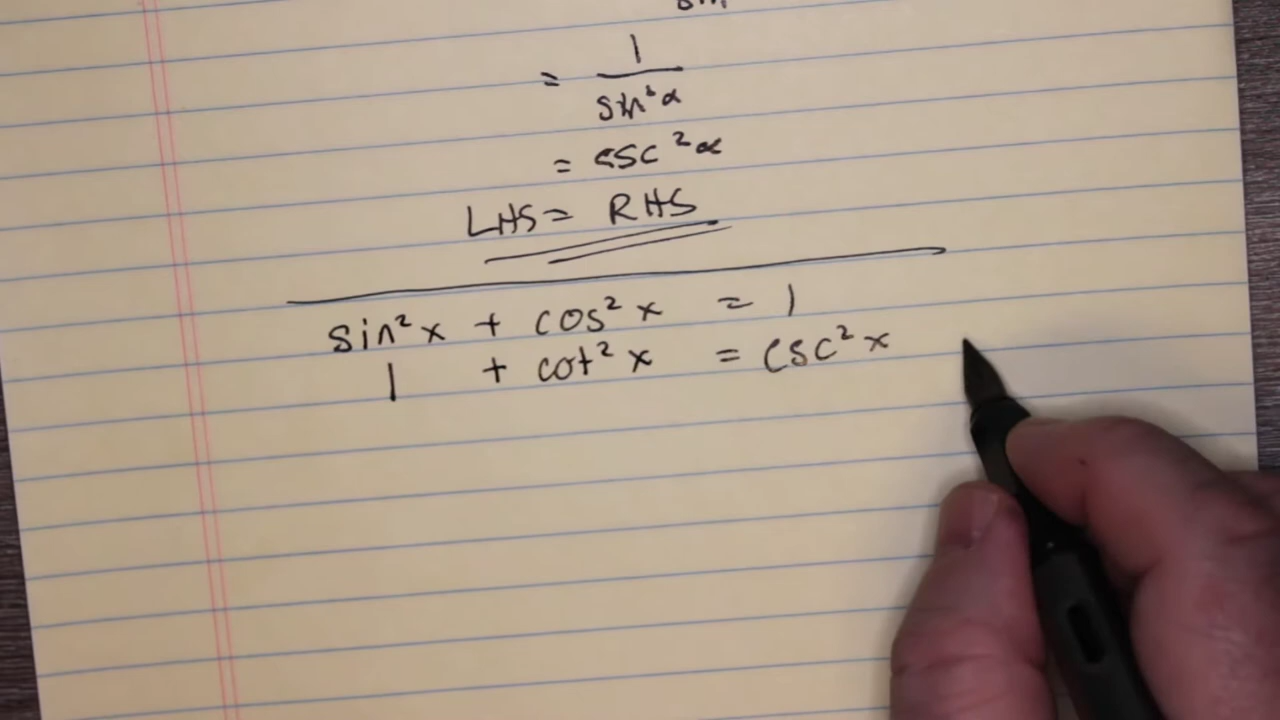 = 1 / sin²α
= csc²α
LHS = RHS
sin²x + cos²x = 1
1 + cot²x = csc²x